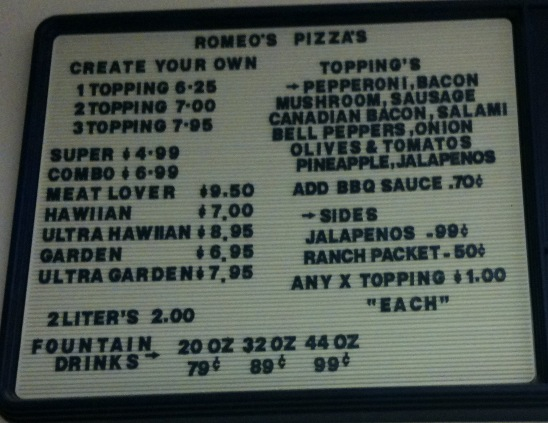 ROMEO'S PIZZA'S
CREATE YOUR OWN
1 TOPPING 6.25
2 TOPPING 7.00
3 TOPPING 7.95
SUPER $4.99
COMBO $6.99
MEAT LOVER $9.50
HAWIIAN $7.00
ULTRA HAWIIAN $8.95
GARDEN $6.95
ULTRA GARDEN $7.95
2 LITER'S 2.00
TOPPING'S
→ PEPPERONI, BACON
MUSHROOM, SAUSAGE
CANADIAN BACON, SALAMI
BELL PEPPERS, ONION
OLIVES & TOMATOS
PINEAPPLE, JALAPENOS
ADD BBQ SAUCE .70¢
→ SIDES
JALAPENOS -99¢
RANCH PACKET - 50¢
ANY X TOPPING $1.00
"EACH"
FOUNTAIN 20 OZ 32 OZ 44 OZ
DRINKS → 79¢ 89¢ 99¢